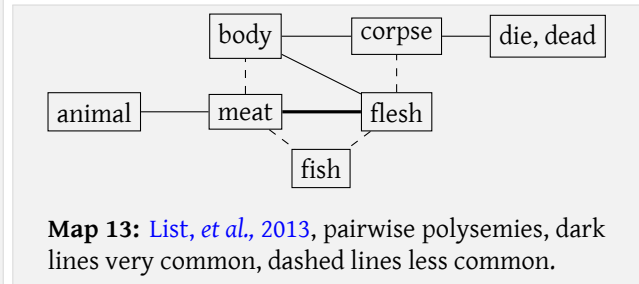 body corpse die, dead
animal meat flesh
fish
Map 13: List, et al., 2013, pairwise polysemies, dark
lines very common, dashed lines less common.